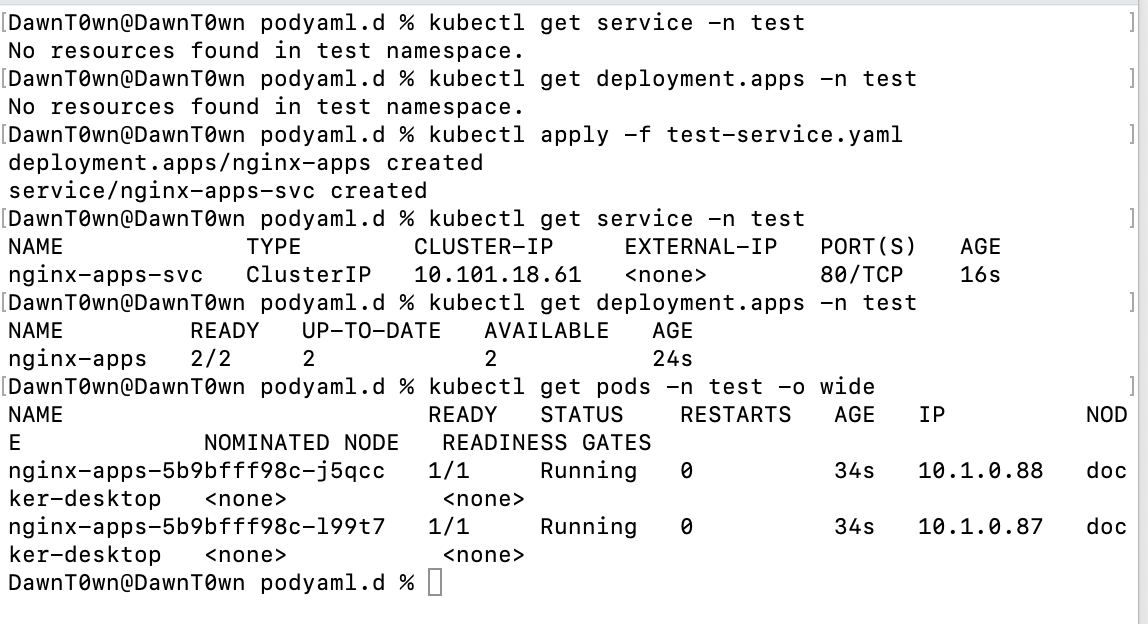 [DawnT0wn@DawnT0wn podyaml.d % kubectl get service -n test ]
No resources found in test namespace.
[DawnT0wn@DawnT0wn podyaml.d % kubectl get deployment.apps -n test ]
No resources found in test namespace.
[DawnT0wn@DawnT0wn podyaml.d % kubectl apply -f test-service.yaml ]
deployment.apps/nginx-apps created
service/nginx-apps-svc created
[DawnT0wn@DawnT0wn podyaml.d % kubectl get service -n test ]
NAME TYPE CLUSTER-IP EXTERNAL-IP PORT(S) AGE
nginx-apps-svc ClusterIP 10.101.18.61 <none> 80/TCP 16s
[DawnT0wn@DawnT0wn podyaml.d % kubectl get deployment.apps -n test ]
NAME READY UP-TO-DATE AVAILABLE AGE
nginx-apps 2/2 2 2 24s
[DawnT0wn@DawnT0wn podyaml.d % kubectl get pods -n test -o wide ]
NAME READY STATUS RESTARTS AGE IP NOD
E NOMINATED NODE READINESS GATES
nginx-apps-5b9bfff98c-j5qcc 1/1 Running 0 34s 10.1.0.88 doc
ker-desktop <none> <none>
nginx-apps-5b9bfff98c-l99t7 1/1 Running 0 34s 10.1.0.87 doc
ker-desktop <none> <none>
DawnT0wn@DawnT0wn podyaml.d %